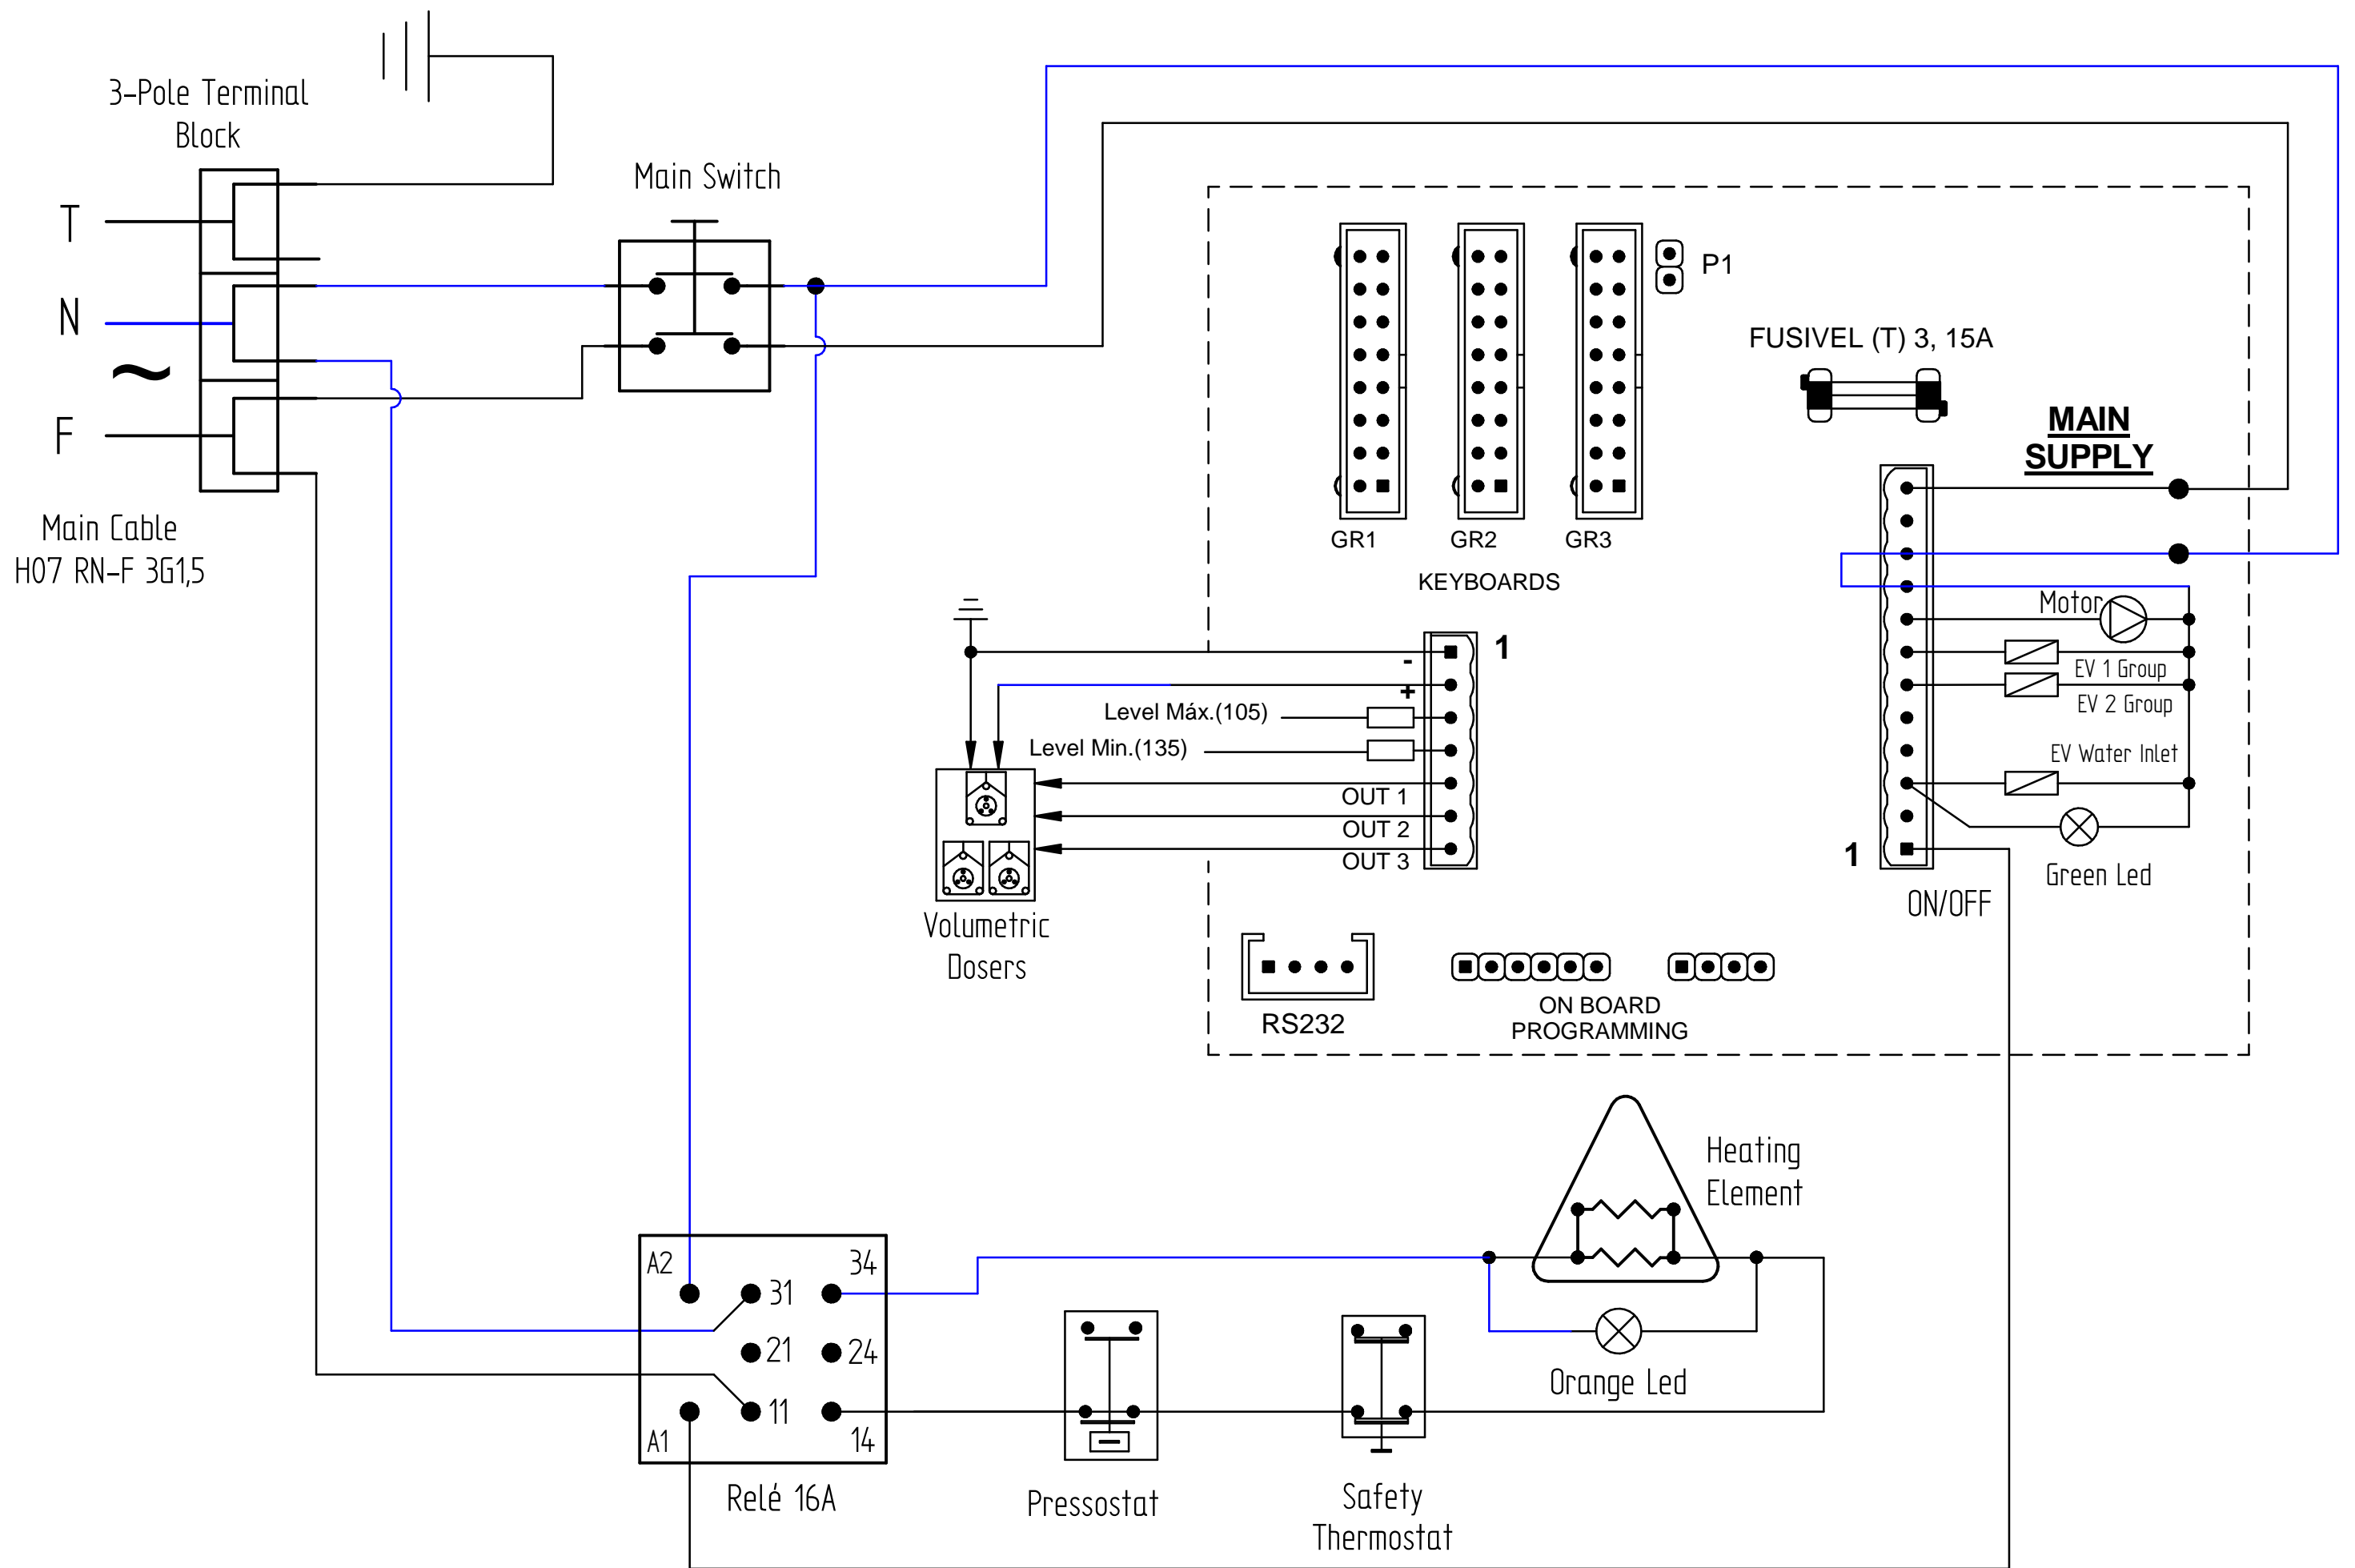 3-Pole Terminal
Block
T
N
~
F
Main Cable
H07 RN-F 3G1,5
Main Switch
P1
GR1
GR2
GR3
KEYBOARDS
FUSIVEL (T) 3, 15A
MAIN
SUPPLY
Motor
EV 1 Group
EV 2 Group
EV Water Inlet
Green Led
1
ON/OFF
1
-
+
Level Máx.(105)
Level Min.(135)
OUT 1
OUT 2
OUT 3
Volumetric
Dosers
RS232
ON BOARD
PROGRAMMING
Heating
Element
Orange Led
A2
31
34
21
24
11
A1
14
Relé 16A
Pressostat
Safety
Thermostat